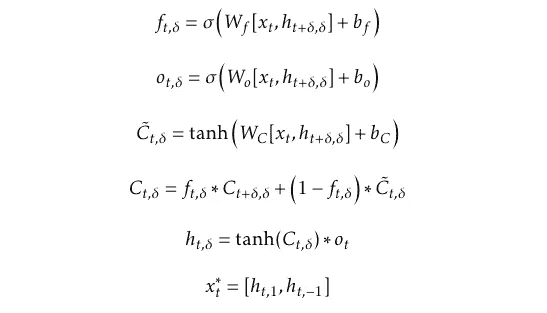 f_{t,δ} = σ(W_f[x_t, h_{t+δ,δ}] + b_f)
o_{t,δ} = σ(W_o[x_t, h_{t+δ,δ}] + b_o)
C̃_{t,δ} = tanh(W_C[x_t, h_{t+δ,δ}] + b_C)
C_{t,δ} = f_{t,δ} * C_{t+δ,δ} + (1 − f_{t,δ}) * C̃_{t,δ}
h_{t,δ} = tanh(C_{t,δ}) * o_t
x_t^* = [h_{t,1}, h_{t,−1}]